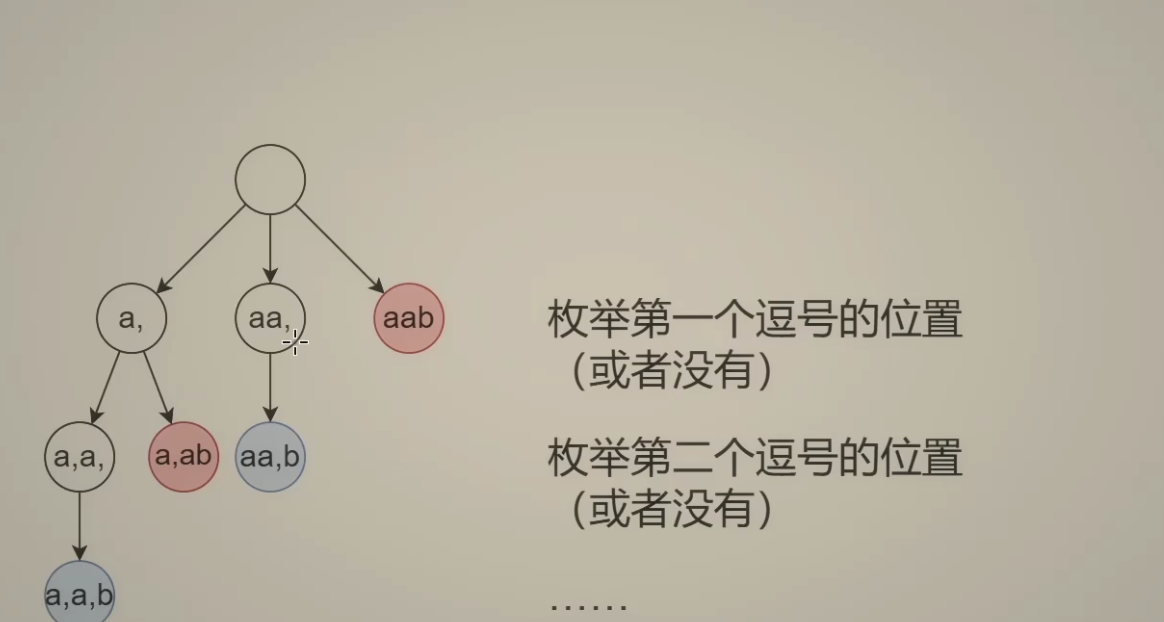 a,
aa,
aab
枚举第一个逗号的位置
（或者没有）
a,a,
a,ab
aa,b
枚举第二个逗号的位置
（或者没有）
a,a,b
......